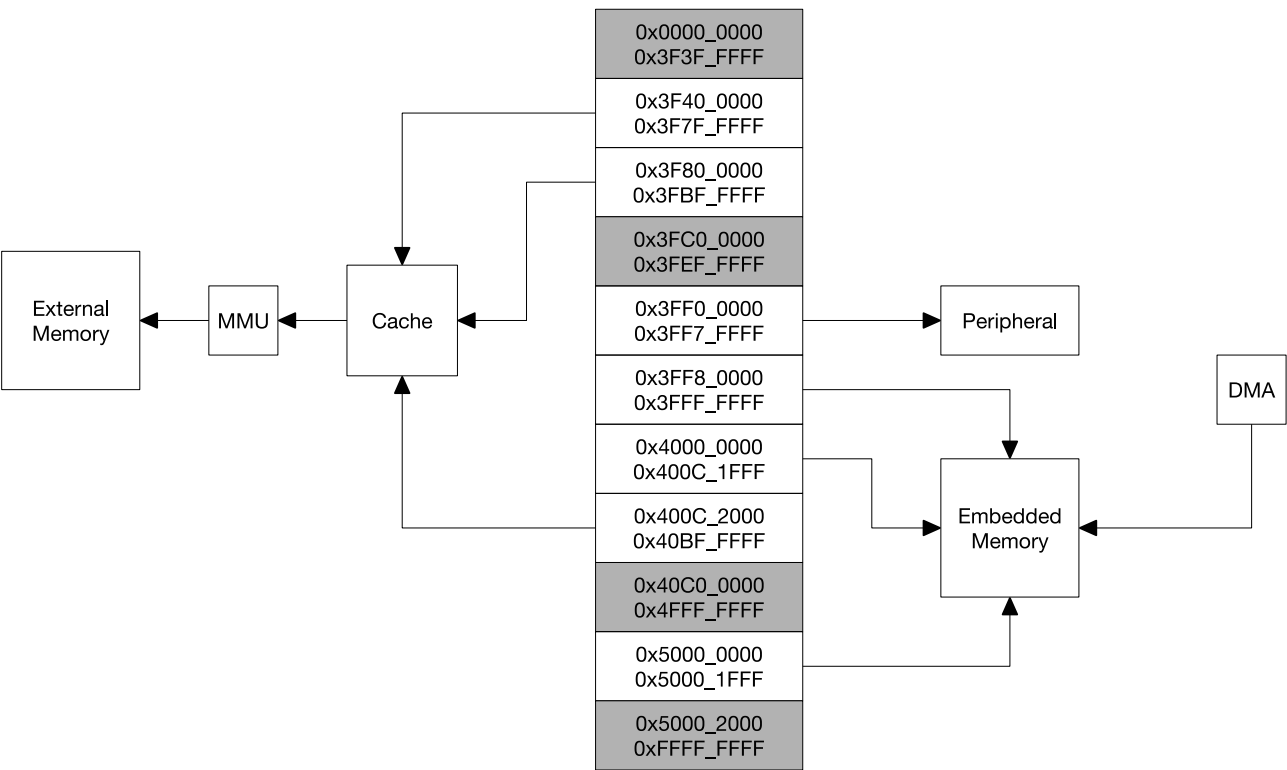 0x0000_0000
0x3F3F_FFFF
0x3F40_0000
0x3F7F_FFFF
0x3F80_0000
0x3FBF_FFFF
0x3FC0_0000
0x3FEF_FFFF
0x3FF0_0000
0x3FF7_FFFF
0x3FF8_0000
0x3FFF_FFFF
0x4000_0000
0x400C_1FFF
0x400C_2000
0x40BF_FFFF
0x40C0_0000
0x4FFF_FFFF
0x5000_0000
0x5000_1FFF
0x5000_2000
0xFFFF_FFFF
External
Memory
MMU
Cache
Peripheral
DMA
Embedded
Memory